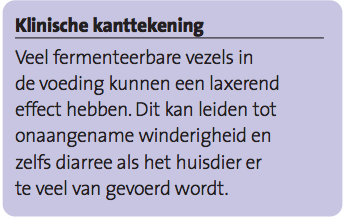 Klinische kanttekening
Veel fermenteerbare vezels in
de voeding kunnen een laxerend
effect hebben. Dit kan leiden tot
onaangename winderigheid en
zelfs diarree als het huisdier er
te veel van gevoerd wordt.